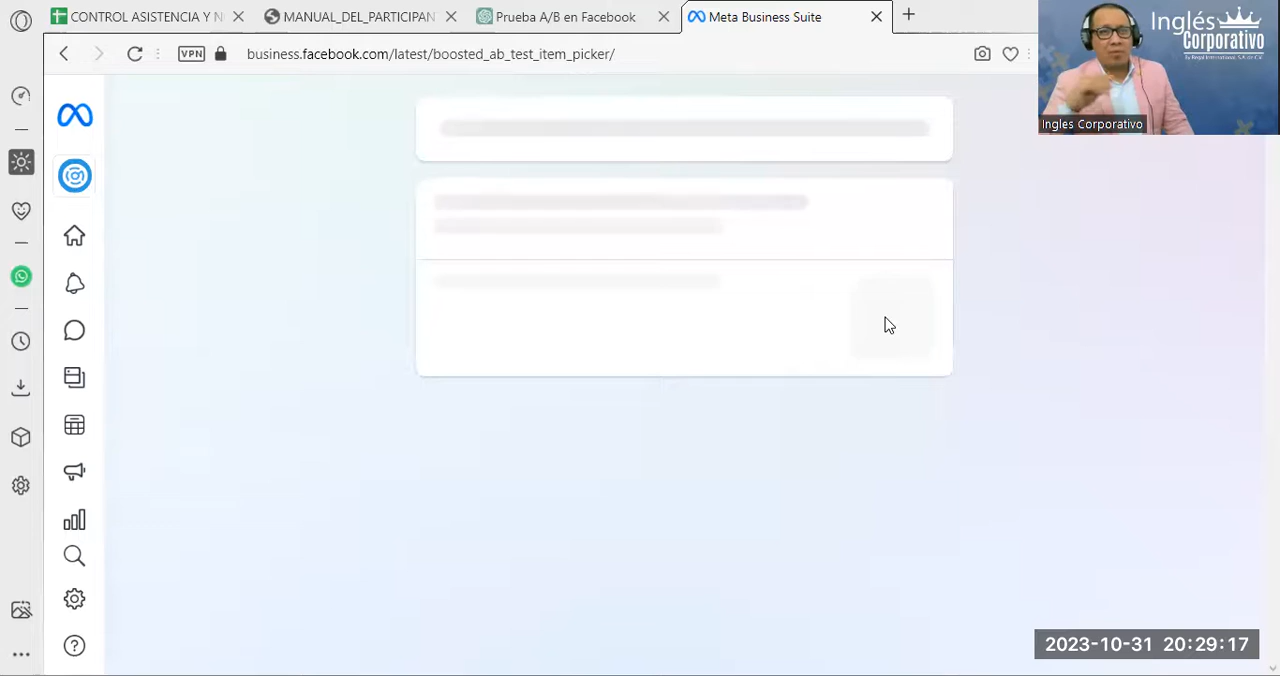 CONTROL ASISTENCIA Y N
MANUAL_DEL_PARTICIPAN
Prueba A/B en Facebook
Meta Business Suite
VPN
business.facebook.com/latest/boosted_ab_test_item_picker/
Inglés
Corporativo
Ingles Corporativo
2023-10-31 20:29:17